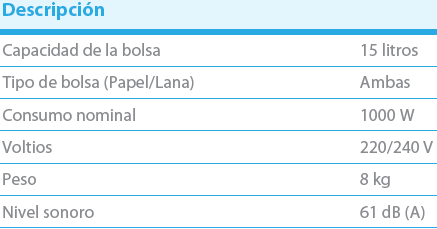 Descripción
Capacidad de la bolsa 15 litros
Tipo de bolsa (Papel/Lana) Ambas
Consumo nominal 1000 W
Voltios 220/240 V
Peso 8 kg
Nivel sonoro 61 dB (A)